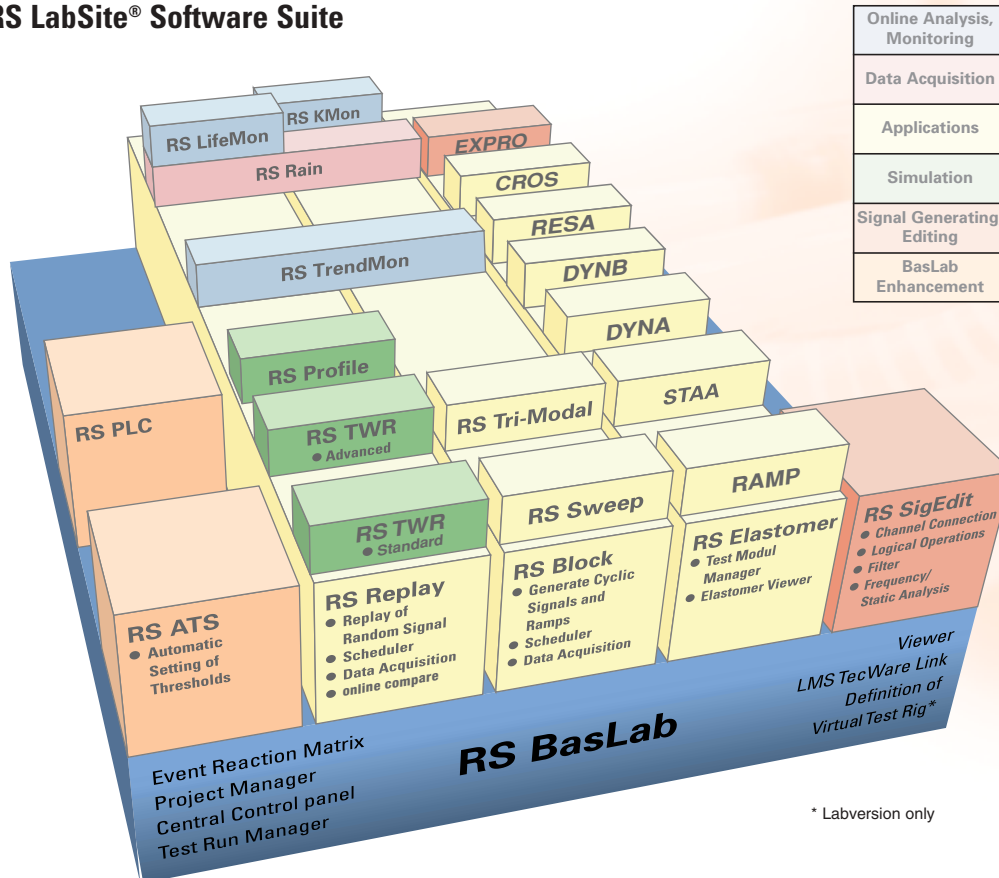 RS LabSite® Software Suite
Online Analysis,
Monitoring
Data Acquisition
Applications
Simulation
Signal Generating
Editing
BasLab
Enhancement
RS KMon
RS LifeMon
RS Rain
EXPRO
CROS
RESA
RS TrendMon
DYNB
DYNA
RS Profile
STAA
RS PLC
RS TWR
● Advanced
RS Tri-Modal
RAMP
RS Sweep
RS TWR
● Standard
RS SigEdit
● Channel Connection
● Logical Operations
● Filter
● Frequency/
Static Analysis
RS Elastomer
● Test Modul
Manager
● Elastomer Viewer
RS Block
● Generate Cyclic
Signals and
Ramps
● Scheduler
● Data Acquisition
RS Replay
● Replay of
Random Signal
● Scheduler
● Data Acquisition
● online compare
RS ATS
● Automatic
Setting of
Thresholds
Viewer
LMS TecWare Link
Definition of
Virtual Test Rig*
RS BasLab
Event Reaction Matrix
Project Manager
Central Control panel
Test Run Manager
* Labversion only